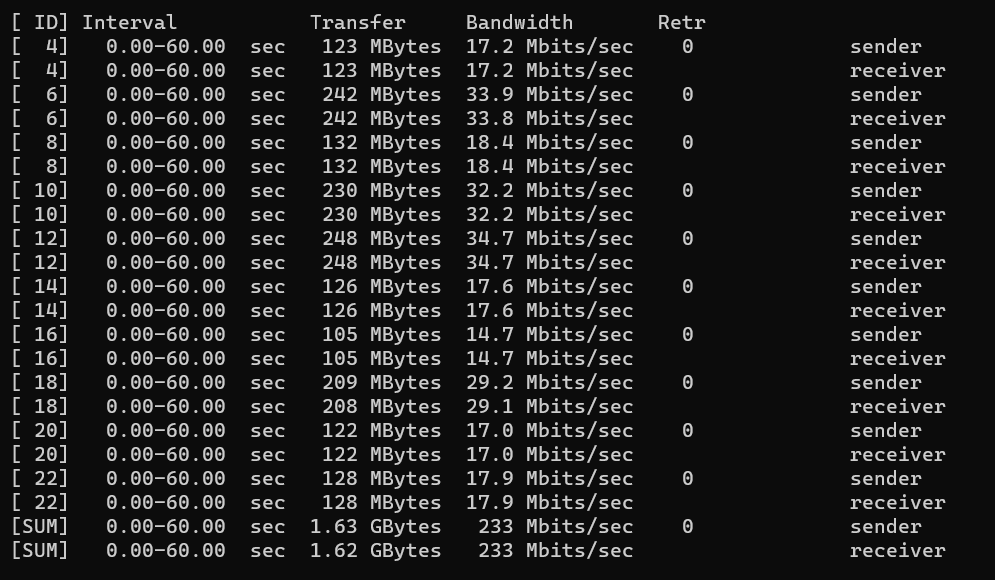 [ ID] Interval           Transfer     Bandwidth       Retr
[  4]   0.00-60.00  sec   123 MBytes  17.2 Mbits/sec    0             sender
[  4]   0.00-60.00  sec   123 MBytes  17.2 Mbits/sec                  receiver
[  6]   0.00-60.00  sec   242 MBytes  33.9 Mbits/sec    0             sender
[  6]   0.00-60.00  sec   242 MBytes  33.8 Mbits/sec                  receiver
[  8]   0.00-60.00  sec   132 MBytes  18.4 Mbits/sec    0             sender
[  8]   0.00-60.00  sec   132 MBytes  18.4 Mbits/sec                  receiver
[ 10]   0.00-60.00  sec   230 MBytes  32.2 Mbits/sec    0             sender
[ 10]   0.00-60.00  sec   230 MBytes  32.2 Mbits/sec                  receiver
[ 12]   0.00-60.00  sec   248 MBytes  34.7 Mbits/sec    0             sender
[ 12]   0.00-60.00  sec   248 MBytes  34.7 Mbits/sec                  receiver
[ 14]   0.00-60.00  sec   126 MBytes  17.6 Mbits/sec    0             sender
[ 14]   0.00-60.00  sec   126 MBytes  17.6 Mbits/sec                  receiver
[ 16]   0.00-60.00  sec   105 MBytes  14.7 Mbits/sec    0             sender
[ 16]   0.00-60.00  sec   105 MBytes  14.7 Mbits/sec                  receiver
[ 18]   0.00-60.00  sec   209 MBytes  29.2 Mbits/sec    0             sender
[ 18]   0.00-60.00  sec   208 MBytes  29.1 Mbits/sec                  receiver
[ 20]   0.00-60.00  sec   122 MBytes  17.0 Mbits/sec    0             sender
[ 20]   0.00-60.00  sec   122 MBytes  17.0 Mbits/sec                  receiver
[ 22]   0.00-60.00  sec   128 MBytes  17.9 Mbits/sec    0             sender
[ 22]   0.00-60.00  sec   128 MBytes  17.9 Mbits/sec                  receiver
[SUM]   0.00-60.00  sec  1.63 GBytes   233 Mbits/sec    0             sender
[SUM]   0.00-60.00  sec  1.62 GBytes   233 Mbits/sec                  receiver